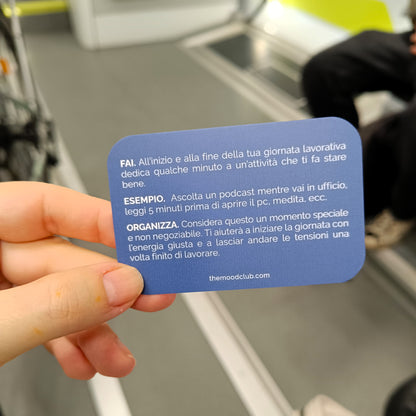 FAI. All'inizio e alla fine della tua giornata lavorativa
dedica qualche minuto a un'attività che ti fa stare
bene.
ESEMPIO. Ascolta un podcast mentre vai in ufficio,
leggi 5 minuti prima di aprire il pc, medita, ecc.
ORGANIZZA. Considera questo un momento speciale
e non negoziabile. Ti aiuterà a iniziare la giornata con
l'energia giusta e a lasciar andare le tensioni una
volta finito di lavorare.
themoodclub.com